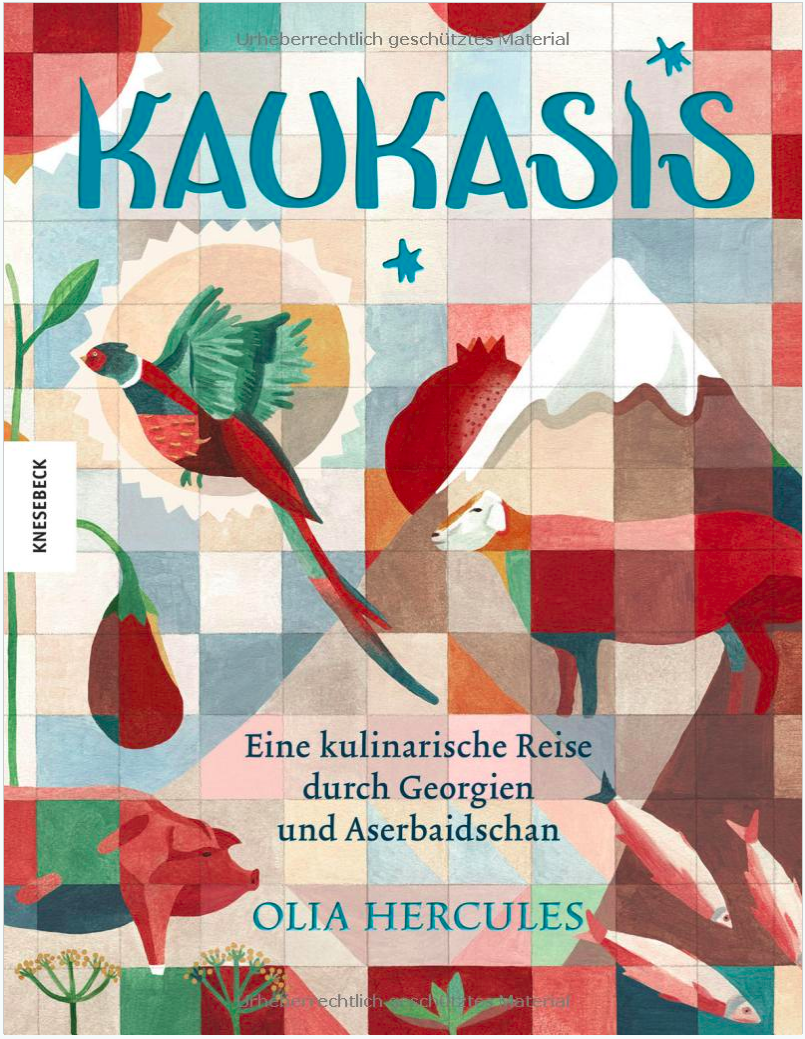 Urheberrechtlich geschütztes Material
KAUKASIS
KNESEBECK
Eine kulinarische Reise
durch Georgien
und Aserbaidschan
OLIA HERCULES
Urheberrechtlich geschütztes Material